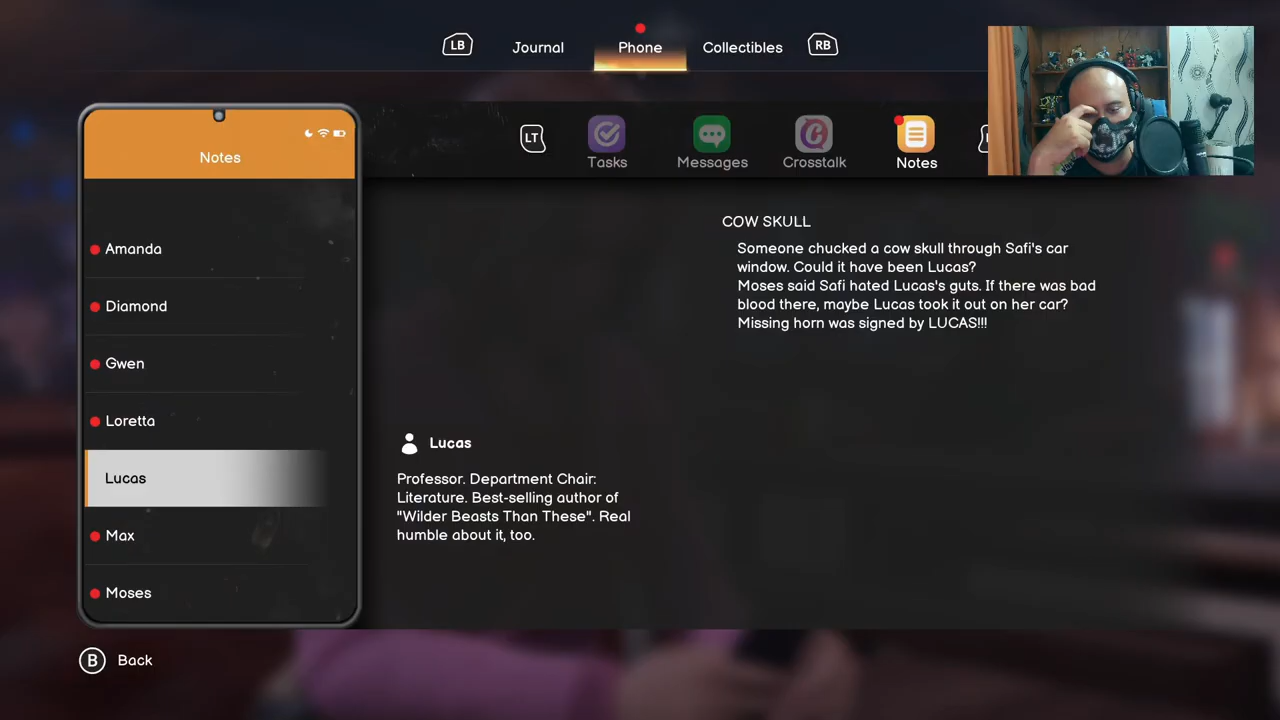 LB
Journal
Phone
Collectibles
RB
Notes
LT
Tasks
Messages
Crosstalk
Notes
Amanda
Diamond
Gwen
Loretta
Lucas
Max
Moses
COW SKULL
Someone chucked a cow skull through Safi's car
window. Could it have been Lucas?
Moses said Safi hated Lucas's guts. If there was bad
blood there, maybe Lucas took it out on her car?
Missing horn was signed by LUCAS!!!
Lucas
Professor. Department Chair:
Literature. Best-selling author of
"Wilder Beasts Than These". Real
humble about it, too.
B
Back